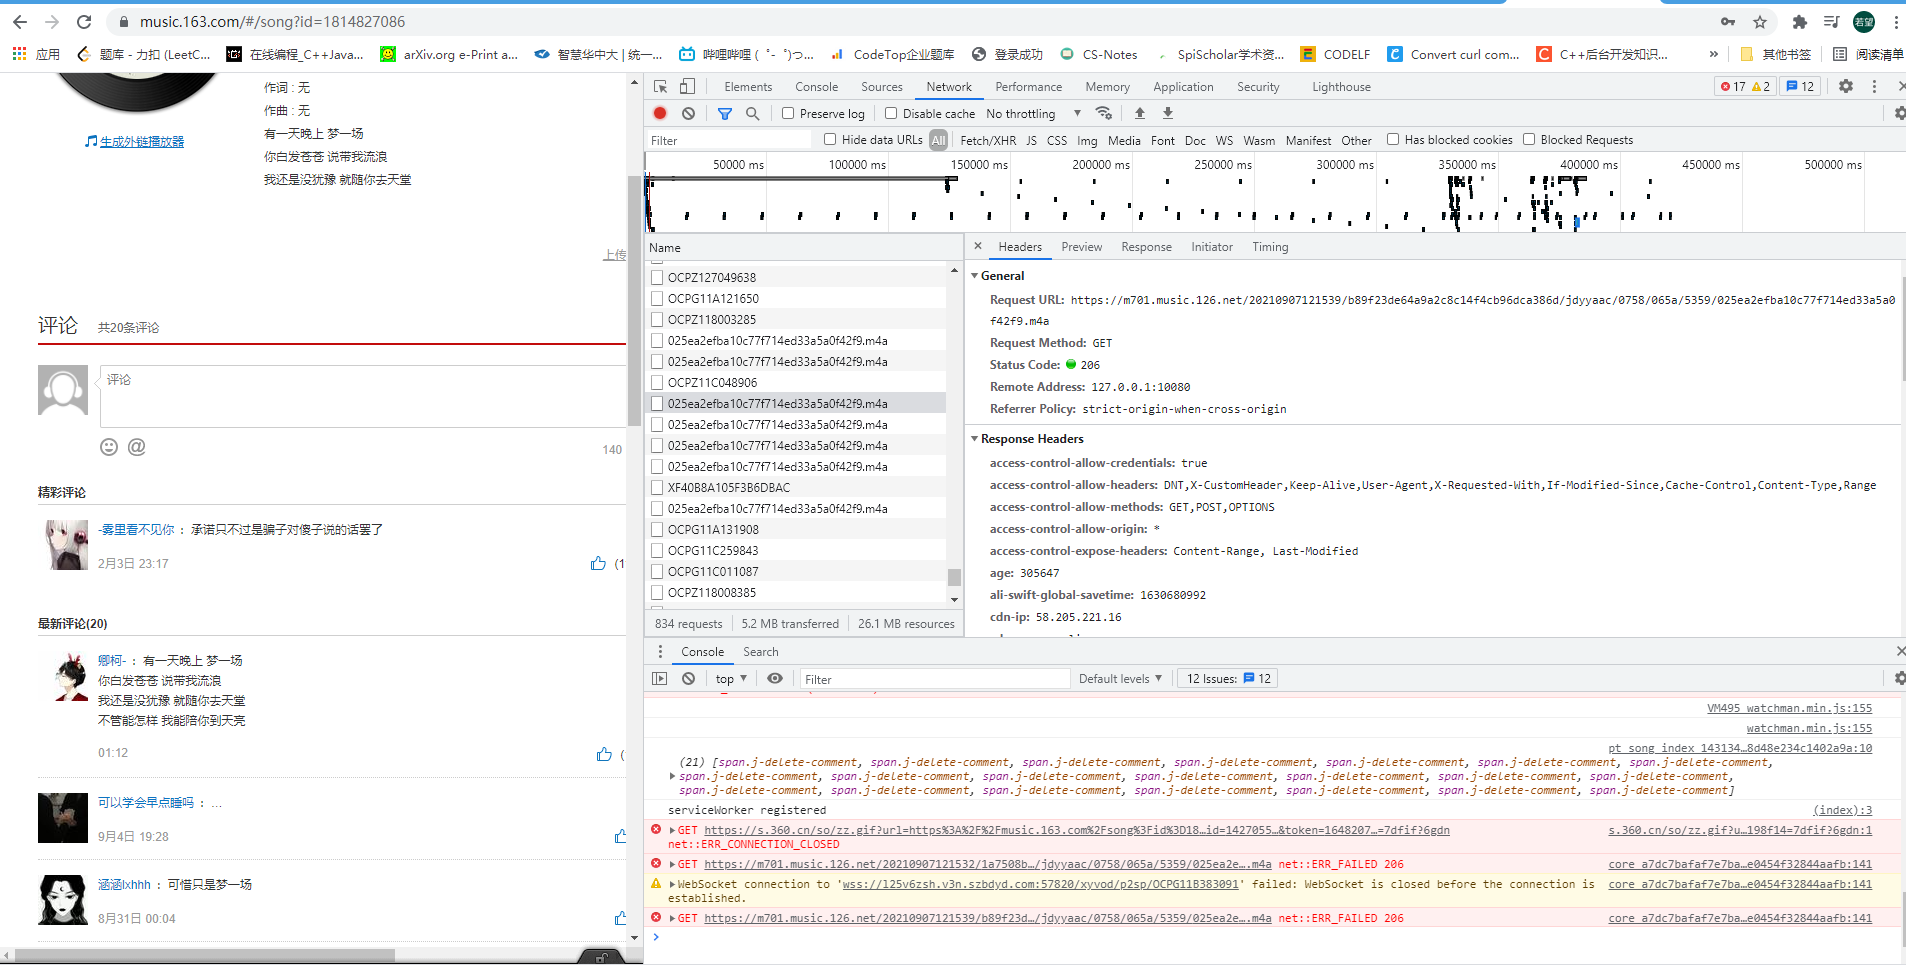 music.163.com/#/song?id=1814827086
若望
应用 题库 - 力扣 (LeetC... 在线编程_C++Java... arXiv.org e-Print a... 智慧华中大 | 统一... 哔哩哔哩 ( ゜- ゜)つ... CodeTop企业题库 登录成功 CS-Notes SpiScholar学术资... CODELF Convert curl com... C++后台开发知识... » 其他书签 阅读清单
作词 : 无
作曲 : 无
有一天晚上 梦一场
你白发苍苍 说带我流浪
我还是没犹豫 就随你去天堂
生成外链播放器
上传
评论 共20条评论
评论
140
精彩评论
-雾里看不见你 : 承诺只不过是骗子对傻子说的话罢了
2月3日 23:17
(1
最新评论(20)
卿柯- : 有一天晚上 梦一场
你白发苍苍 说带我流浪
我还是没犹豫 就随你去天堂
不管能怎样 我能陪你到天亮
01:12
(
可以学会早点睡吗 : ...
9月4日 19:28
涵涵lxhhh : 可惜只是梦一场
8月31日 00:04
Elements Console Sources Network Performance Memory Application Security Lighthouse 17 2 12
Preserve log Disable cache No throttling
Filter Hide data URLs All Fetch/XHR JS CSS Img Media Font Doc WS Wasm Manifest Other Has blocked cookies Blocked Requests
50000 ms 100000 ms 150000 ms 200000 ms 250000 ms 300000 ms 350000 ms 400000 ms 450000 ms 500000 ms
Name
OCPZ127049638
OCPG11A121650
OCPZ118003285
025ea2efba10c77f714ed33a5a0f42f9.m4a
025ea2efba10c77f714ed33a5a0f42f9.m4a
OCPZ11C048906
025ea2efba10c77f714ed33a5a0f42f9.m4a
025ea2efba10c77f714ed33a5a0f42f9.m4a
025ea2efba10c77f714ed33a5a0f42f9.m4a
025ea2efba10c77f714ed33a5a0f42f9.m4a
XF40B8A105F3B6DBAC
025ea2efba10c77f714ed33a5a0f42f9.m4a
OCPG11A131908
OCPG11C259843
OCPG11C011087
OCPZ118008385
834 requests 5.2 MB transferred 26.1 MB resources
Headers Preview Response Initiator Timing
General
Request URL: https://m701.music.126.net/20210907121539/b89f23de64a9a2c8c14f4cb96dca386d/jdyyaac/0758/065a/5359/025ea2efba10c77f714ed33a5a0
f42f9.m4a
Request Method: GET
Status Code: 206
Remote Address: 127.0.0.1:10080
Referrer Policy: strict-origin-when-cross-origin
Response Headers
access-control-allow-credentials: true
access-control-allow-headers: DNT,X-CustomHeader,Keep-Alive,User-Agent,X-Requested-With,If-Modified-Since,Cache-Control,Content-Type,Range
access-control-allow-methods: GET,POST,OPTIONS
access-control-allow-origin: *
access-control-expose-headers: Content-Range, Last-Modified
age: 305647
ali-swift-global-savetime: 1630680992
cdn-ip: 58.205.221.16
Console Search
top Filter Default levels 12 Issues: 12
VM495 watchman.min.js:155
watchman.min.js:155
pt_song_index_143134…8d48e234c1402a9a:10
(21) [span.j-delete-comment, span.j-delete-comment, span.j-delete-comment, span.j-delete-comment, span.j-delete-comment, span.j-delete-comment, span.j-delete-comment,
span.j-delete-comment, span.j-delete-comment, span.j-delete-comment, span.j-delete-comment, span.j-delete-comment, span.j-delete-comment, span.j-delete-comment,
span.j-delete-comment, span.j-delete-comment, span.j-delete-comment, span.j-delete-comment, span.j-delete-comment, span.j-delete-comment, span.j-delete-comment]
serviceWorker registered (index):3
GET https://s.360.cn/so/zz.gif?url=https%3A%2F%2Fmusic.163.com%2Fsong%3Fid%3D18…id=1427055…&token=1648207…=7dfif?6gdn s.360.cn/so/zz.gif?u…198f14=7dfif?6gdn:1
net::ERR_CONNECTION_CLOSED
GET https://m701.music.126.net/20210907121532/1a7508b…/jdyyaac/0758/065a/5359/025ea2e….m4a net::ERR_FAILED 206 core_a7dc7bafaf7e7ba…e0454f32844aafb:141
WebSocket connection to 'wss://l25v6zsh.v3n.szbdyd.com:57820/xyvod/p2sp/OCPG11B383091' failed: WebSocket is closed before the connection is core_a7dc7bafaf7e7ba…e0454f32844aafb:141
established.
GET https://m701.music.126.net/20210907121539/b89f23d…/jdyyaac/0758/065a/5359/025ea2e….m4a net::ERR_FAILED 206 core_a7dc7bafaf7e7ba…e0454f32844aafb:141